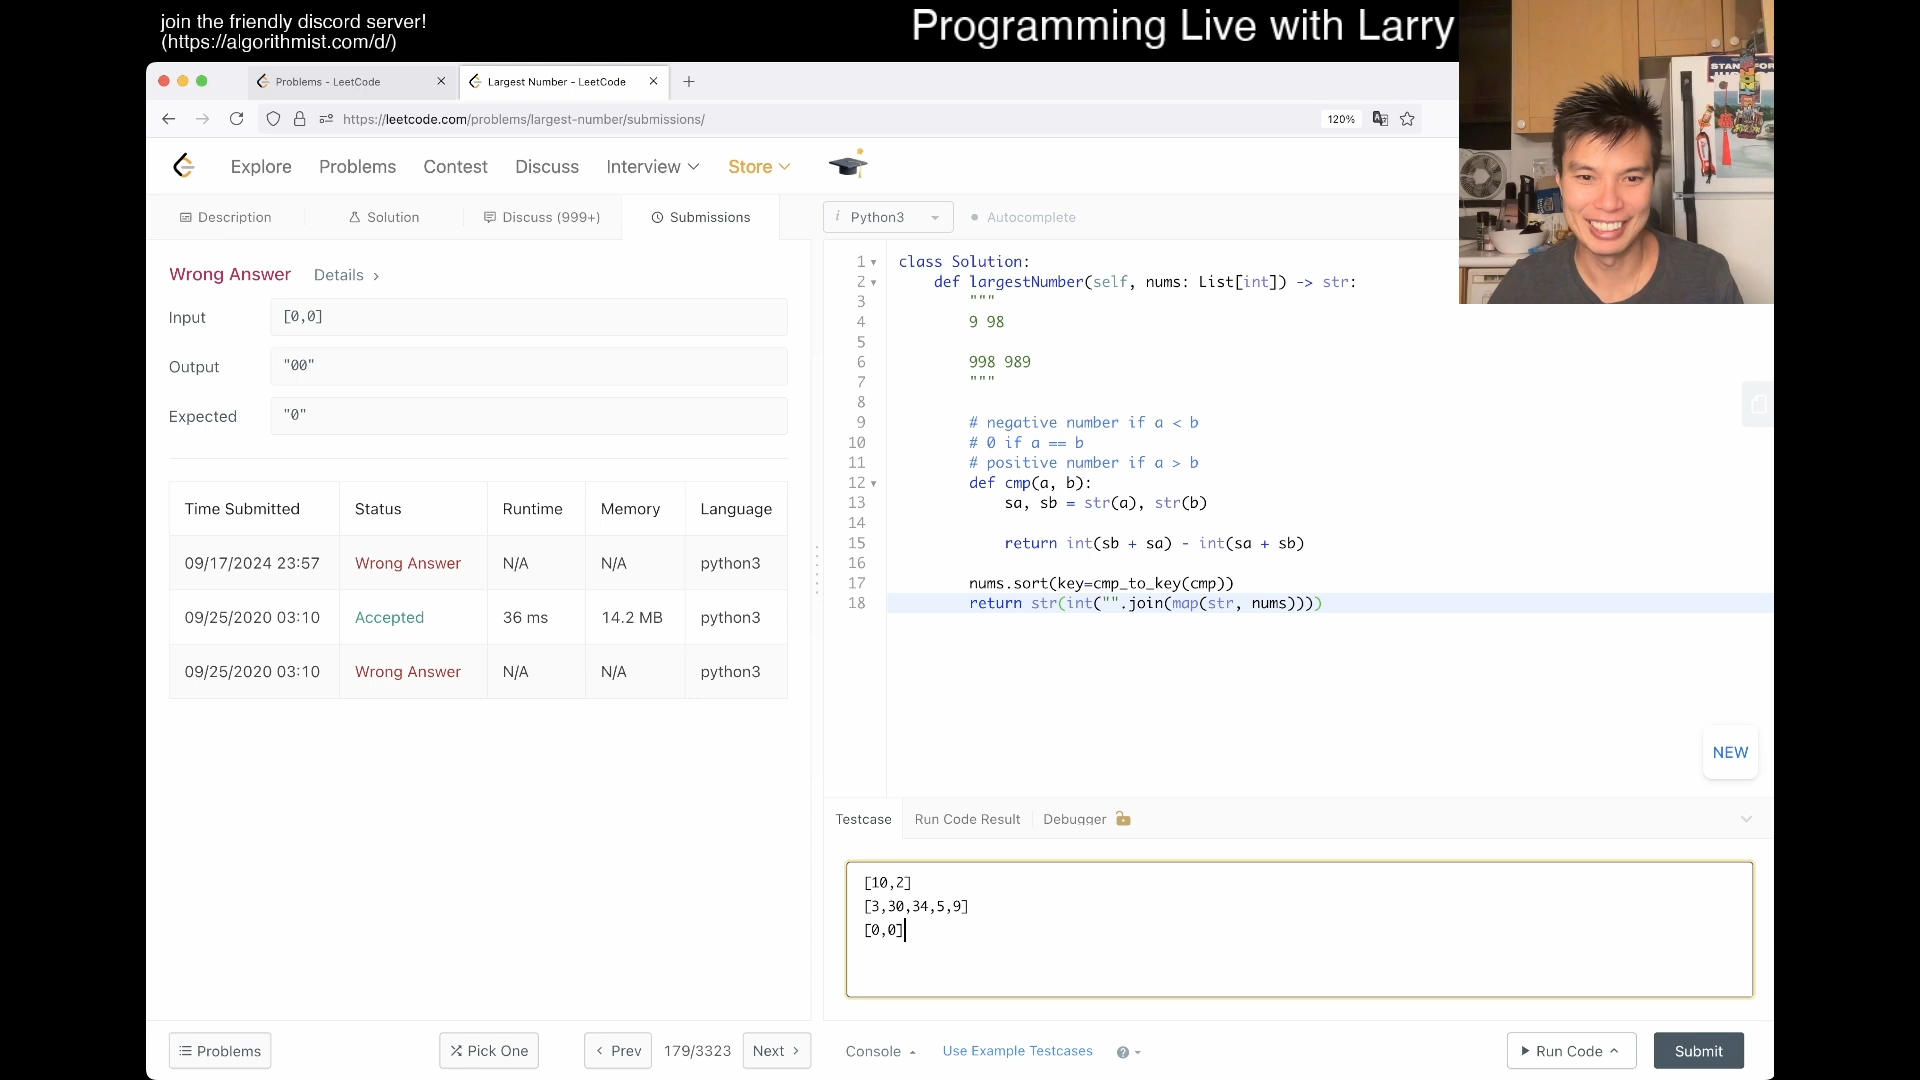 join the friendly discord server!
(https://algorithmist.com/d/)
Programming Live with Larry
Problems - LeetCode
Largest Number - LeetCode
https://leetcode.com/problems/largest-number/submissions/
120%
Explore
Problems
Contest
Discuss
Interview
Store
Description
Solution
Discuss (999+)
Submissions
i Python3
Autocomplete
Wrong Answer
Details >
Input
[0,0]
Output
"00"
Expected
"0"
Time Submitted Status Runtime Memory Language
09/17/2024 23:57 Wrong Answer N/A N/A python3
09/25/2020 03:10 Accepted 36 ms 14.2 MB python3
09/25/2020 03:10 Wrong Answer N/A N/A python3
1 class Solution:
2 def largestNumber(self, nums: List[int]) -> str:
3 """
4 9 98
5
6 998 989
7 """
8
9 # negative number if a < b
10 # 0 if a == b
11 # positive number if a > b
12 def cmp(a, b):
13 sa, sb = str(a), str(b)
14
15 return int(sb + sa) - int(sa + sb)
16
17 nums.sort(key=cmp_to_key(cmp))
18 return str(int("".join(map(str, nums))))
NEW
Testcase
Run Code Result
Debugger
[10,2]
[3,30,34,5,9]
[0,0]
Problems
Pick One
< Prev
179/3323
Next >
Console
Use Example Testcases
?
Run Code
Submit